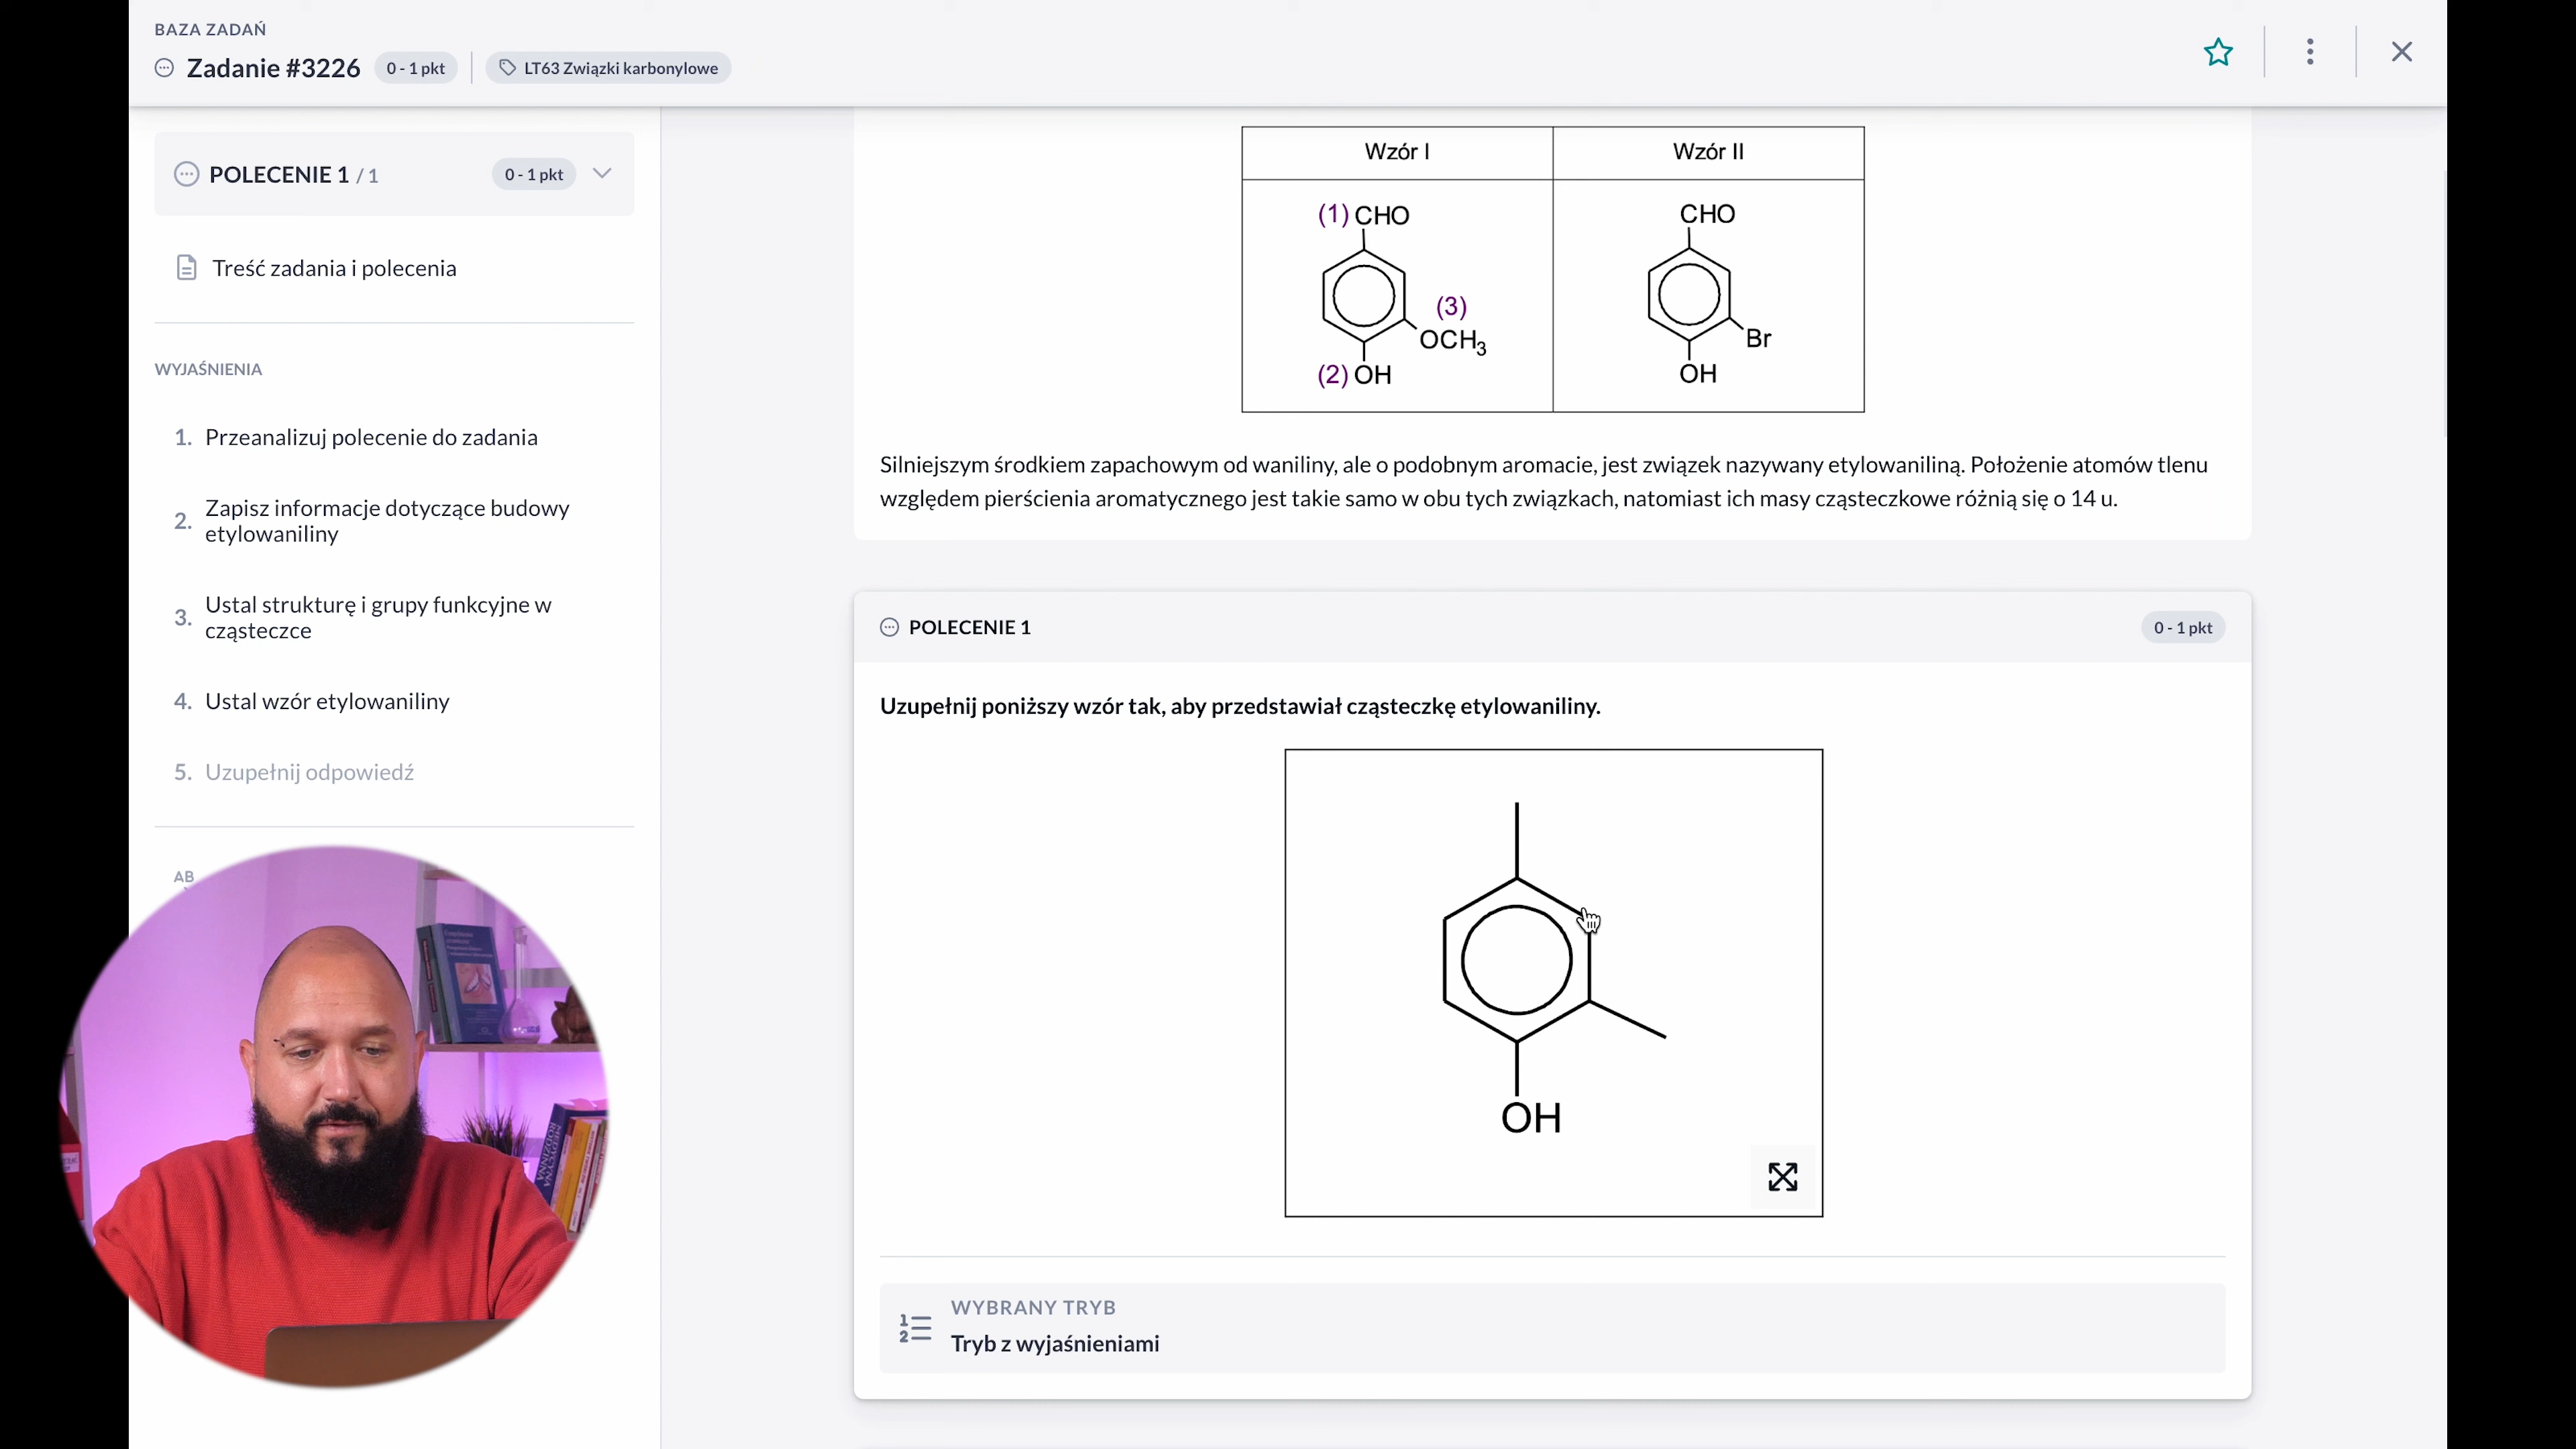 BAZA ZADAŃ
Zadanie #3226
0 - 1 pkt
LT63 Związki karbonylowe
POLECENIE 1 / 1
0 - 1 pkt
Treść zadania i polecenia
WYJAŚNIENIA
1. Przeanalizuj polecenie do zadania
2. Zapisz informacje dotyczące budowy
etylowaniliny
3. Ustal strukturę i grupy funkcyjne w
cząsteczce
4. Ustal wzór etylowaniliny
5. Uzupełnij odpowiedź
AB
Wzór I
Wzór II
(1) CHO
(3)
OCH3
(2) OH
CHO
Br
OH
Silniejszym środkiem zapachowym od waniliny, ale o podobnym aromacie, jest związek nazywany etylowaniliną. Położenie atomów tlenu
względem pierścienia aromatycznego jest takie samo w obu tych związkach, natomiast ich masy cząsteczkowe różnią się o 14 u.
POLECENIE 1
0 - 1 pkt
Uzupełnij poniższy wzór tak, aby przedstawiał cząsteczkę etylowaniliny.
OH
WYBRANY TRYB
Tryb z wyjaśnieniami